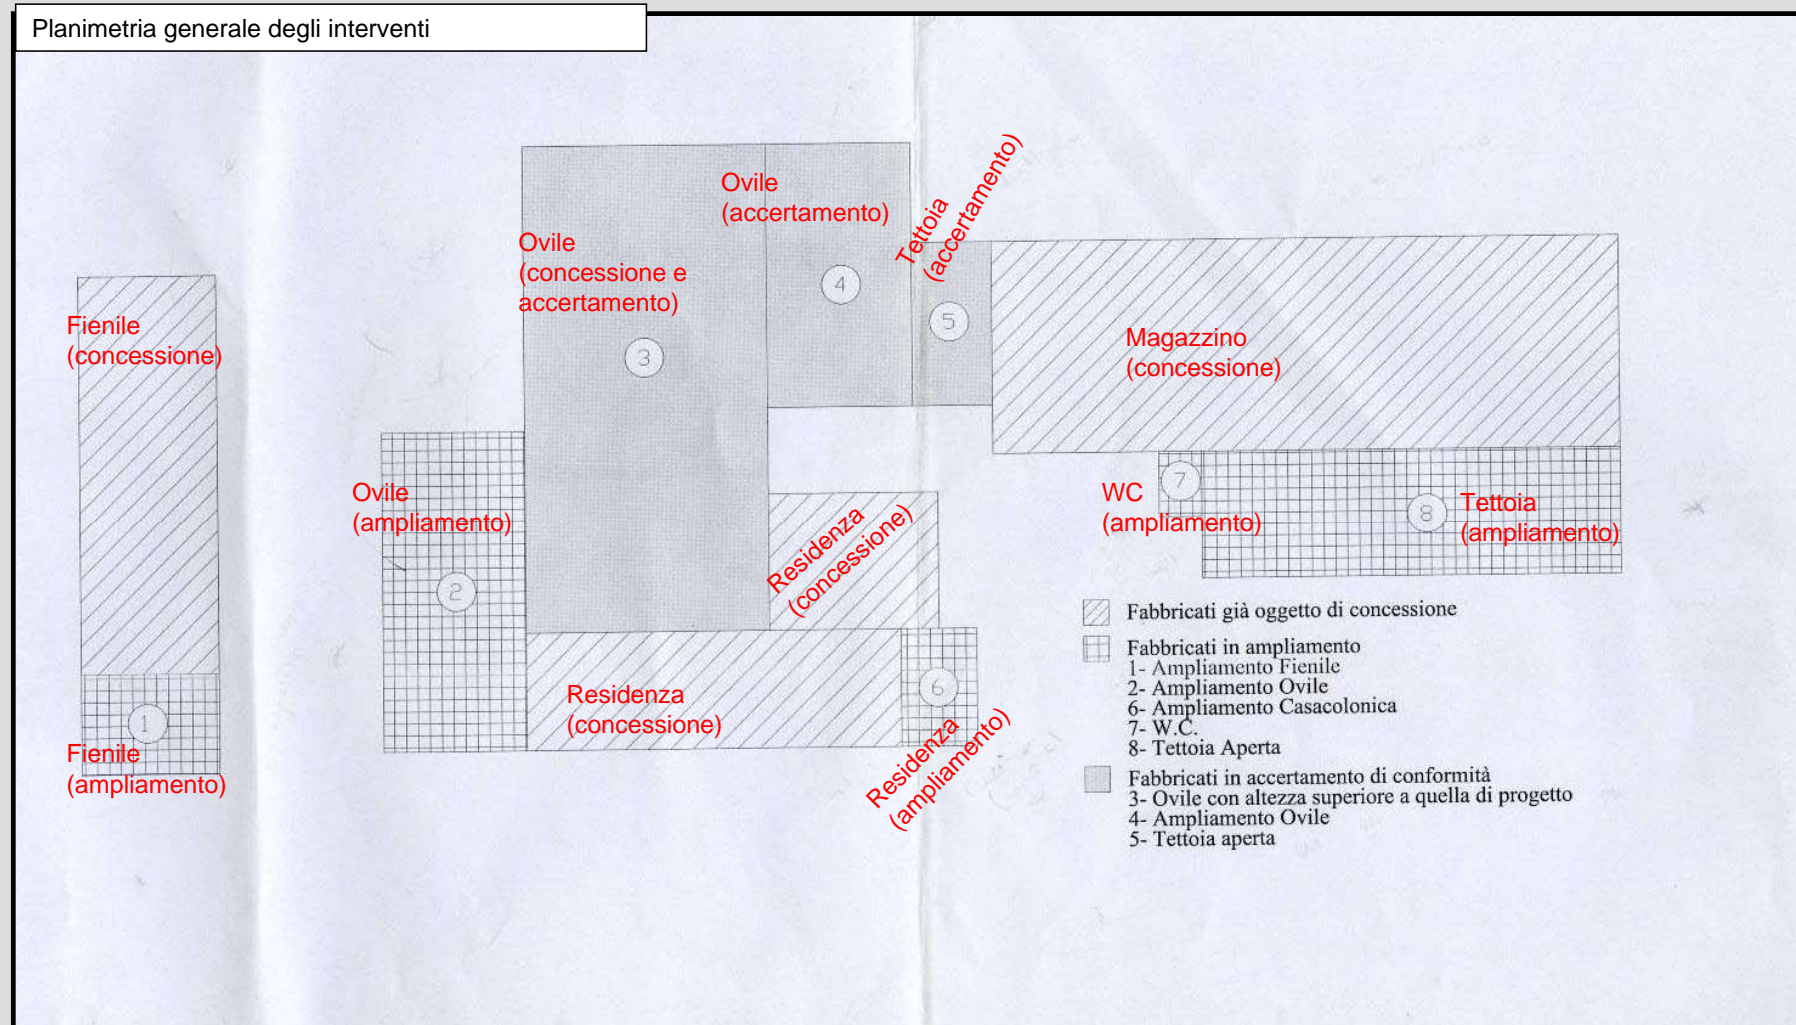 Planimetria generale degli interventi
Ovile
(accertamento)
Tettoia
(accertamento)
Ovile
(concessione e
accertamento)
4
5
3
Fienile
(concessione)
Magazzino
(concessione)
Ovile
(ampliamento)
2
Residenza
(concessione)
WC
(ampliamento)
7
8
Tettoia
(ampliamento)
Residenza
(concessione)
6
Residenza
(ampliamento)
1
Fienile
(ampliamento)
Fabbricati già oggetto di concessione
Fabbricati in ampliamento
1- Ampliamento Fienile
2- Ampliamento Ovile
6- Ampliamento Casacolonica
7- W.C.
8- Tettoia Aperta
Fabbricati in accertamento di conformità
3- Ovile con altezza superiore a quella di progetto
4- Ampliamento Ovile
5- Tettoia aperta